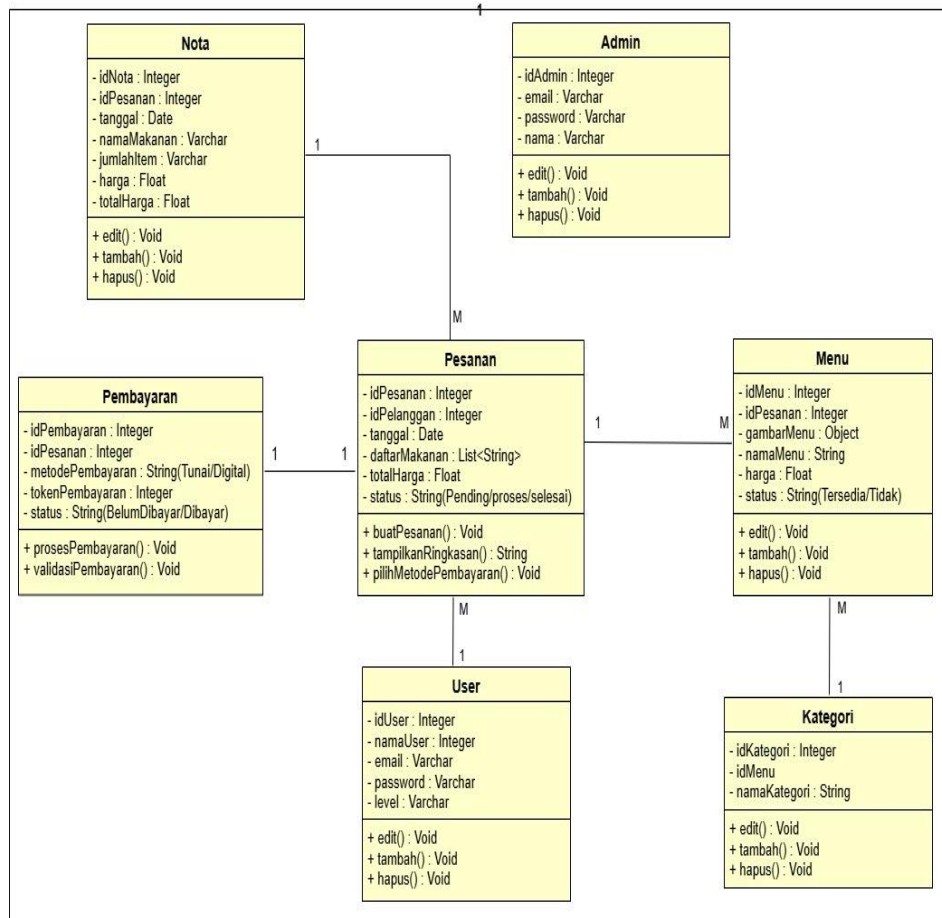 1
Nota
- idNota : Integer
- idPesanan : Integer
- tanggal : Date
- namaMakanan : Varchar
- jumlahItem : Varchar
- harga : Float
- totalHarga : Float
+ edit() : Void
+ tambah() : Void
+ hapus() : Void
Admin
- idAdmin : Integer
- email : Varchar
- password : Varchar
- nama : Varchar
+ edit() : Void
+ tambah() : Void
+ hapus() : Void
1
M
Pembayaran
- idPembayaran : Integer
- idPesanan : Integer
- metodePembayaran : String(Tunai/Digital)
- tokenPembayaran : Integer
- status : String(BelumDibayar/Dibayar)
+ prosesPembayaran() : Void
+ validasiPembayaran() : Void
1
1
Pesanan
- idPesanan : Integer
- idPelanggan : Integer
- tanggal : Date
- daftarMakanan : List<String>
- totalHarga : Float
- status : String(Pending/proses/selesai)
+ buatPesanan() : Void
+ tampilkanRingkasan() : String
+ pilihMetodePembayaran() : Void
1
M
Menu
- idMenu : Integer
- idPesanan : Integer
- gambarMenu : Object
- namaMenu : String
- harga : Float
- status : String(Tersedia/Tidak)
+ edit() : Void
+ tambah() : Void
+ hapus() : Void
M
1
M
1
User
- idUser : Integer
- namaUser : Integer
- email : Varchar
- password : Varchar
- level : Varchar
+ edit() : Void
+ tambah() : Void
+ hapus() : Void
Kategori
- idKategori : Integer
- idMenu
- namaKategori : String
+ edit() : Void
+ tambah() : Void
+ hapus() : Void